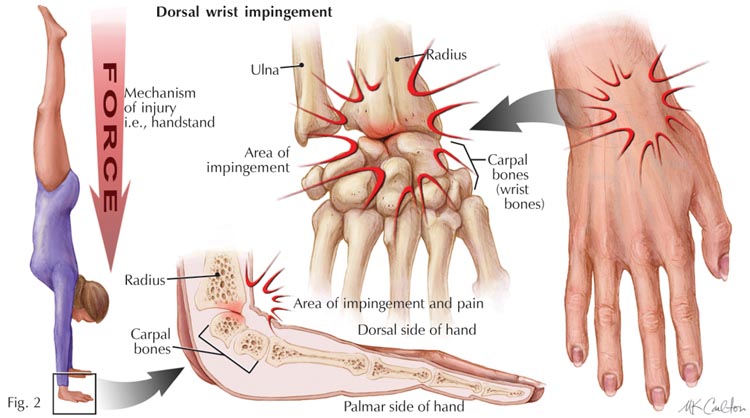 Dorsal wrist impingement
FORCE
Mechanism
of injury
i.e., handstand
Ulna
Radius
Area of
impingement
Carpal
bones
(wrist
bones)
Radius
Carpal
bones
Area of impingement and pain
Dorsal side of hand
Palmar side of hand
Fig. 2